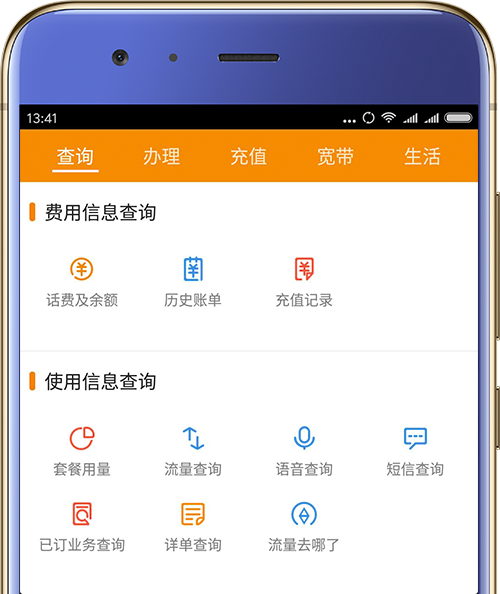 13:41
查询 办理 充值 宽带 生活
费用信息查询
话费及余额 历史账单 充值记录
使用信息查询
套餐用量 流量查询 语音查询 短信查询
已订业务查询 详单查询 流量去哪了